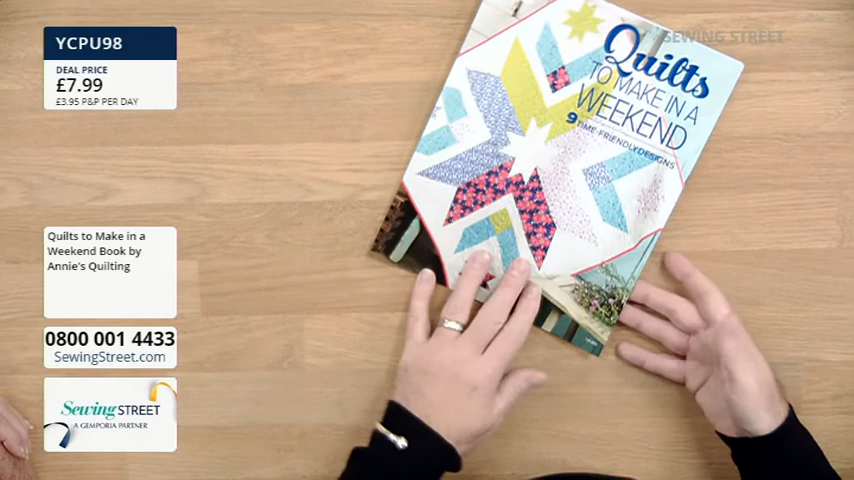 YCPU98
DEAL PRICE
£7.99
£3.95 P&P PER DAY
Quilts to Make in a
Weekend Book by
Annie's Quilting
0800 001 4433
SewingStreet.com
Sewing STREET
A GEMPORIA PARTNER
SEWING STREET
Quilts
TO MAKE IN A
WEEKEND
9 TIME-FRIENDLY DESIGNS